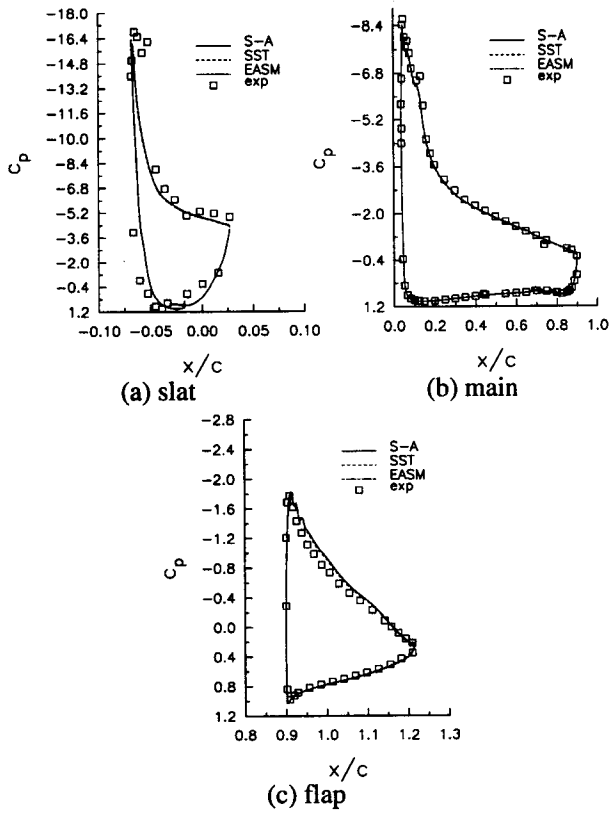 -18.0
-16.4
-14.8
-13.2
-11.6
-10.0
-8.4
-6.8
-5.2
-3.6
-2.0
-0.4
1.2
Cp
S-A
SST
EASM
exp
-0.10 -0.05 0.00 0.05 0.10
x/c
(a) slat
-8.4
-6.8
-5.2
-3.6
-2.0
-0.4
1.2
Cp
S-A
SST
EASM
exp
0.0 0.2 0.4 0.6 0.8 1.0
x/c
(b) main
-2.8
-2.4
-2.0
-1.6
-1.2
-0.8
-0.4
0.0
0.4
0.8
1.2
Cp
S-A
SST
EASM
exp
0.8 0.9 1.0 1.1 1.2 1.3
x/c
(c) flap